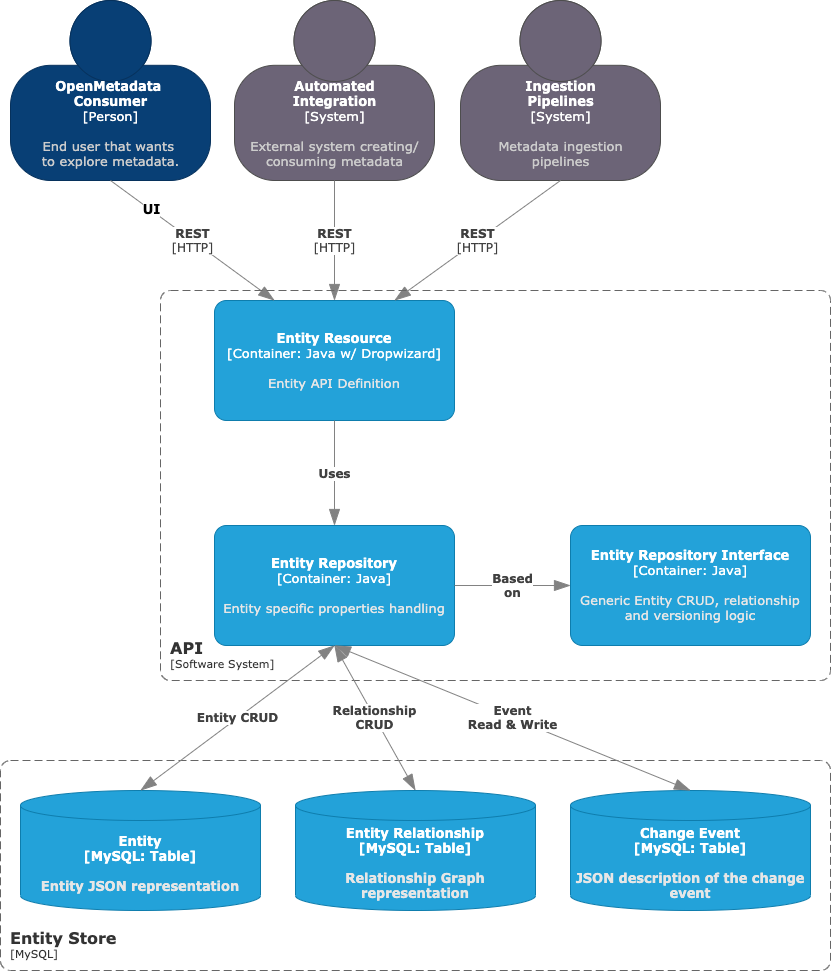 OpenMetadata
Consumer
[Person]
End user that wants
to explore metadata.
Automated
Integration
[System]
External system creating/
consuming metadata
Ingestion
Pipelines
[System]
Metadata ingestion
pipelines
UI
REST
[HTTP]
REST
[HTTP]
REST
[HTTP]
Entity Resource
[Container: Java w/ Dropwizard]
Entity API Definition
Uses
Entity Repository
[Container: Java]
Entity specific properties handling
Based
on
Entity Repository Interface
[Container: Java]
Generic Entity CRUD, relationship
and versioning logic
API
[Software System]
Entity CRUD
Relationship
CRUD
Event
Read & Write
Entity
[MySQL: Table]
Entity JSON representation
Entity Relationship
[MySQL: Table]
Relationship Graph
representation
Change Event
[MySQL: Table]
JSON description of the change
event
Entity Store
[MySQL]